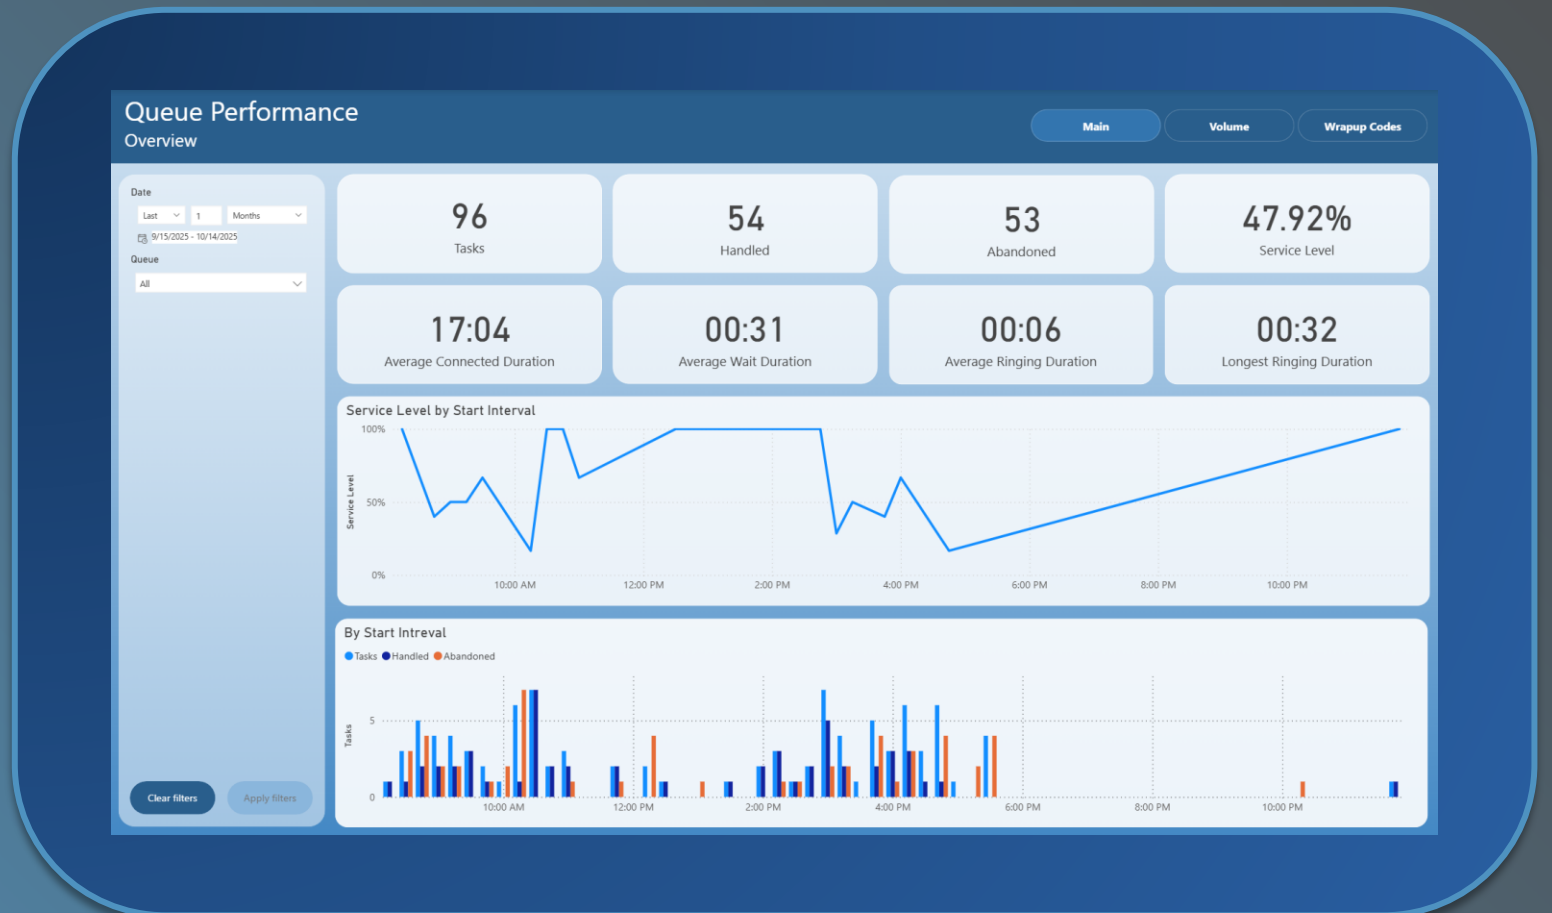 Queue Performance
Overview
Main
Volume
Wrapup Codes
Date
Last
1
Months
9/15/2025 - 10/14/2025
Queue
All
Clear filters
Apply filters
96
Tasks
54
Handled
53
Abandoned
47.92%
Service Level
17:04
Average Connected Duration
00:31
Average Wait Duration
00:06
Average Ringing Duration
00:32
Longest Ringing Duration
Service Level by Start Interval
Service Level
100%
50%
0%
10:00 AM 12:00 PM 2:00 PM 4:00 PM 6:00 PM 8:00 PM 10:00 PM
By Start Intreval
Tasks Handled Abandoned
Tasks
5
0
10:00 AM 12:00 PM 2:00 PM 4:00 PM 6:00 PM 8:00 PM 10:00 PM